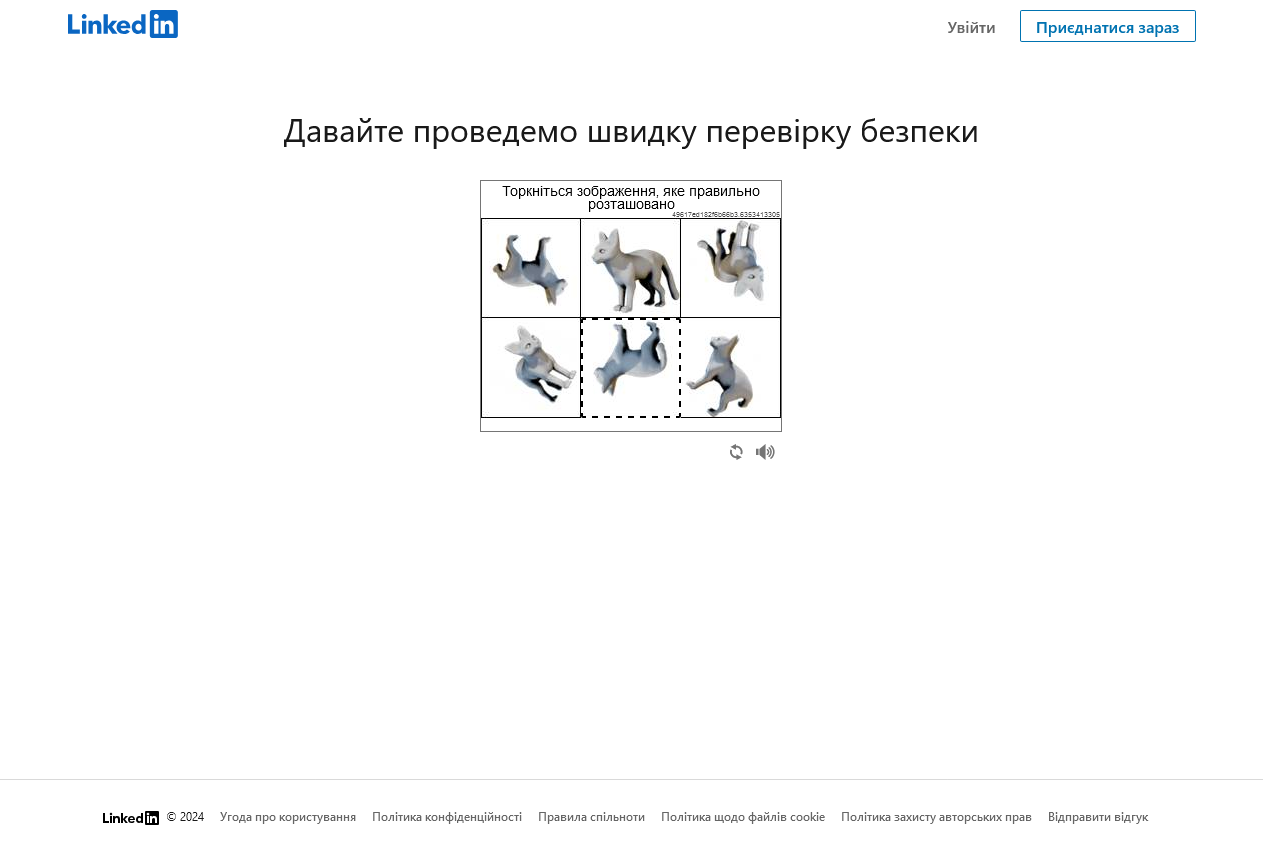 Linkedin
Увійти
Приєднатися зараз
Давайте проведемо швидку перевірку безпеки
Торкніться зображення, яке правильно
розташовано
49617ed182f6b66b3.6353413305
Linkedin © 2024 Угода про користування Політика конфіденційності Правила спільноти Політика щодо файлів cookie Політика захисту авторських прав Відправити відгук